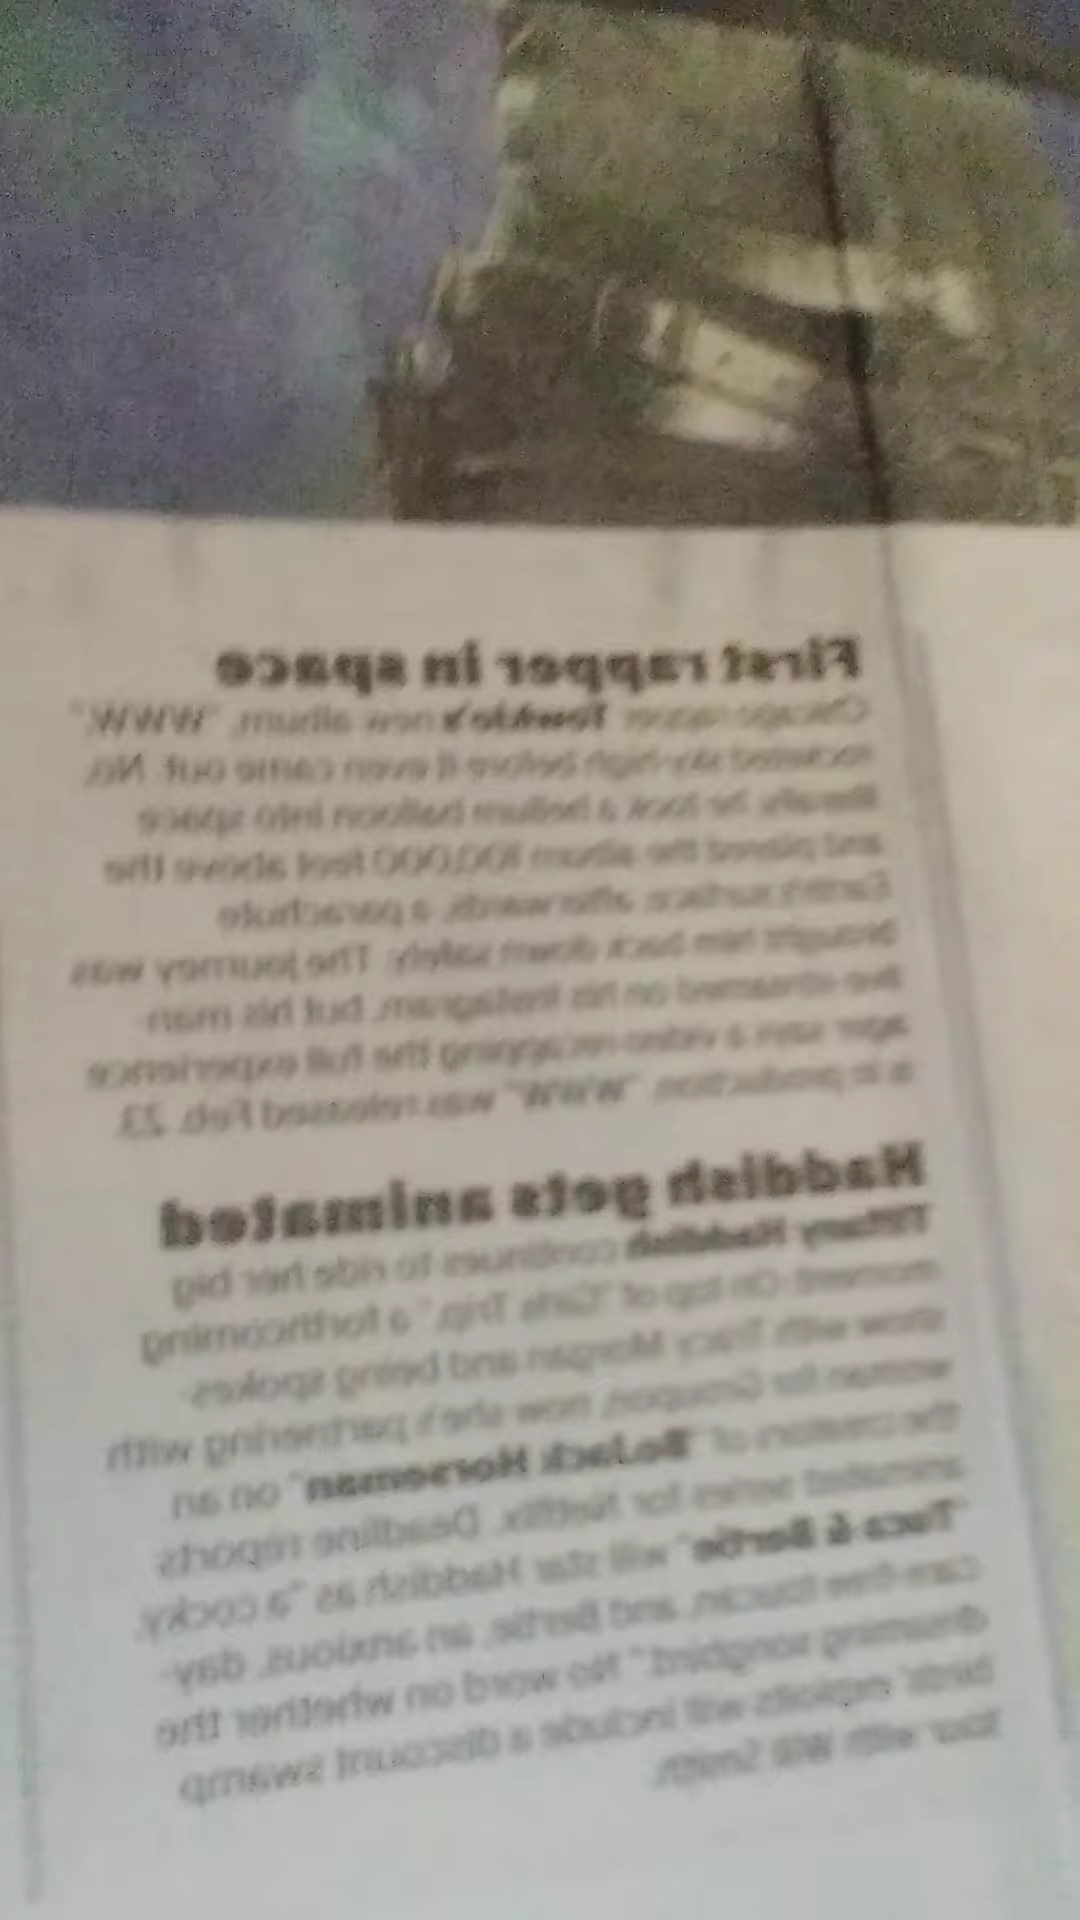 First rapper in space
Chicago rapper Towkio's new album, "WWW,"
rocketed sky-high before it even came out. No,
literally, he took a helium balloon into space
and played the album 100,000 feet above the
Earth's surface; afterwards, a parachute
brought him back down safely. The journey was
live-streamed on his Instagram, but his man-
ager says a video recapping the full experience
is in production. "WWW" was released Feb. 23.
Haddish gets animated
Tiffany Haddish continues to ride her big
moment: On top of "Girls Trip," a forthcoming
show with Tracy Morgan and being spokes-
woman for Groupon, now she's partnering with
the creators of "BoJack Horseman" on an
animated series for Netflix, Deadline reports.
"Tuca & Bertie" will star Haddish as "a cocky,
care-free toucan, and Bertie, an anxious, day-
dreaming songbird." No word on whether the
birds' exploits will include a discount swamp
tour with Will Smith.